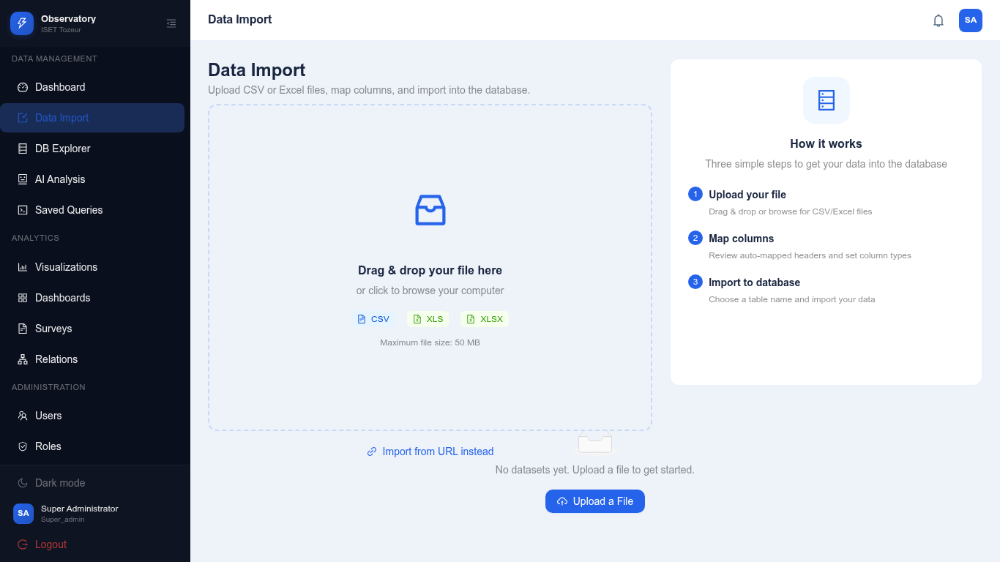 Observatory
ISET Tozeur
DATA MANAGEMENT
Dashboard
Data Import
DB Explorer
AI Analysis
Saved Queries
ANALYTICS
Visualizations
Dashboards
Surveys
Relations
ADMINISTRATION
Users
Roles
Dark mode
SA
Super Administrator
Super_admin
Logout
Data Import
SA
Data Import
Upload CSV or Excel files, map columns, and import into the database.
Drag & drop your file here
or click to browse your computer
CSV XLS XLSX
Maximum file size: 50 MB
Import from URL instead
How it works
Three simple steps to get your data into the database
1 Upload your file
Drag & drop or browse for CSV/Excel files
2 Map columns
Review auto-mapped headers and set column types
3 Import to database
Choose a table name and import your data
No datasets yet. Upload a file to get started.
Upload a File